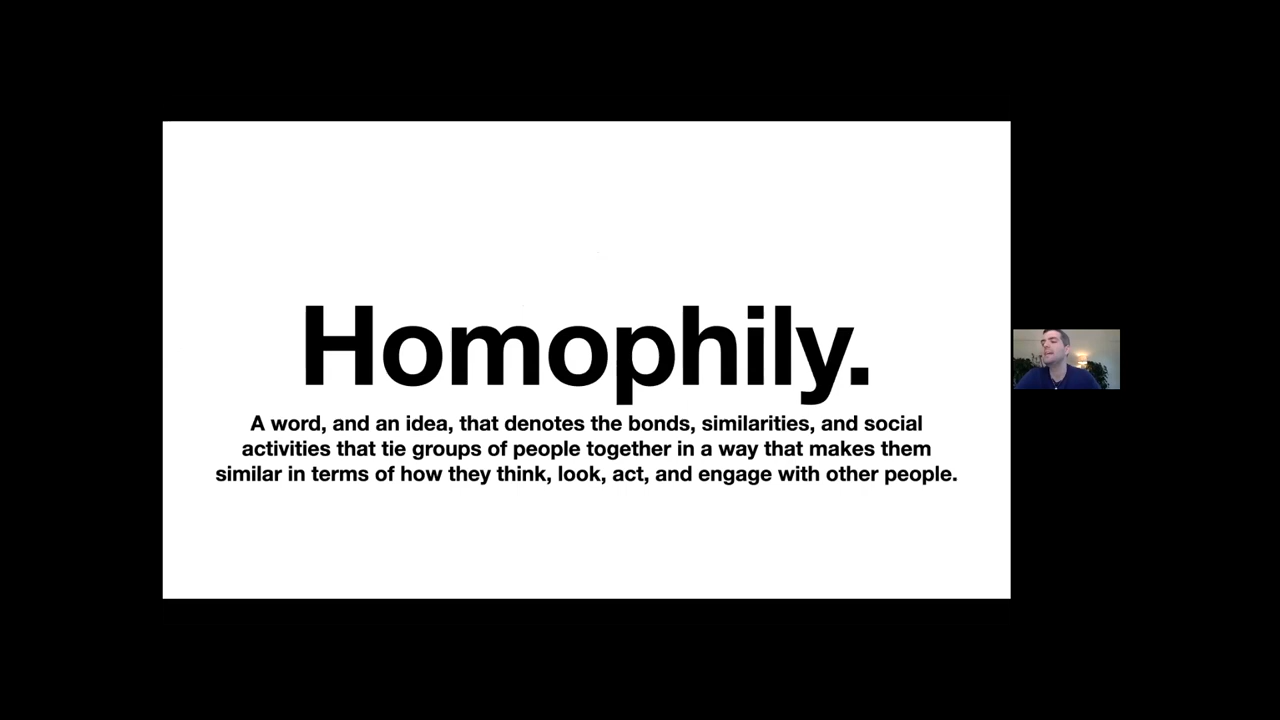 Homophily.
A word, and an idea, that denotes the bonds, similarities, and social
activities that tie groups of people together in a way that makes them
similar in terms of how they think, look, act, and engage with other people.